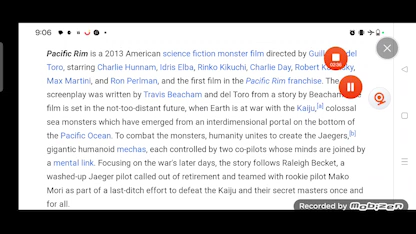 9:06
Pacific Rim is a 2013 American science fiction monster film directed by Guil del
Toro, starring Charlie Hunnam, Idris Elba, Rinko Kikuchi, Charlie Day, Robert
Max Martini, and Ron Perlman, and the first film in the Pacific Rim franchise. The
screenplay was written by Travis Beacham and del Toro from a story by Beacham
film is set in the not-too-distant future, when Earth is at war with the Kaiju,[a] colossal
sea monsters which have emerged from an interdimensional portal on the bottom of
the Pacific Ocean. To combat the monsters, humanity unites to create the Jaegers,[b]
gigantic humanoid mechas, each controlled by two co-pilots whose minds are joined by
a mental link. Focusing on the war's later days, the story follows Raleigh Becket, a
washed-up Jaeger pilot called out of retirement and teamed with rookie pilot Mako
Mori as part of a last-ditch effort to defeat the Kaiju and their secret masters once and
for all.
Recorded by Mobizen